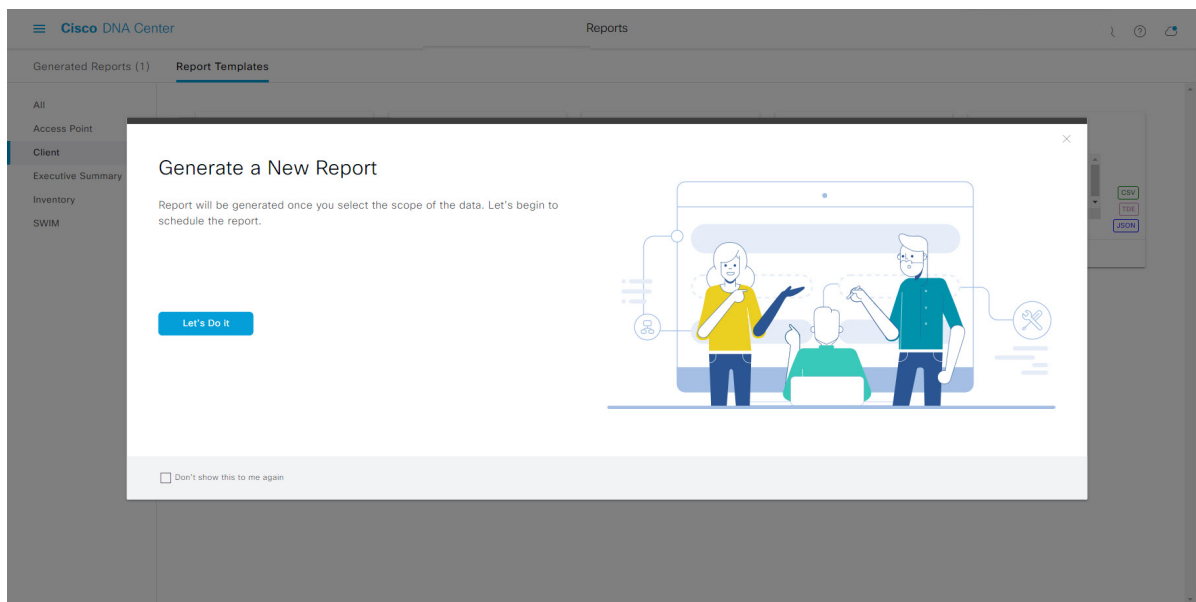 Cisco DNA Center
Reports
Generated Reports (1)
Report Templates
All
Access Point
Client
Executive Summary
Inventory
SWIM
Generate a New Report
Report will be generated once you select the scope of the data. Let's begin to
schedule the report.
Let's Do it
Don't show this to me again
CSV
TDE
JSON